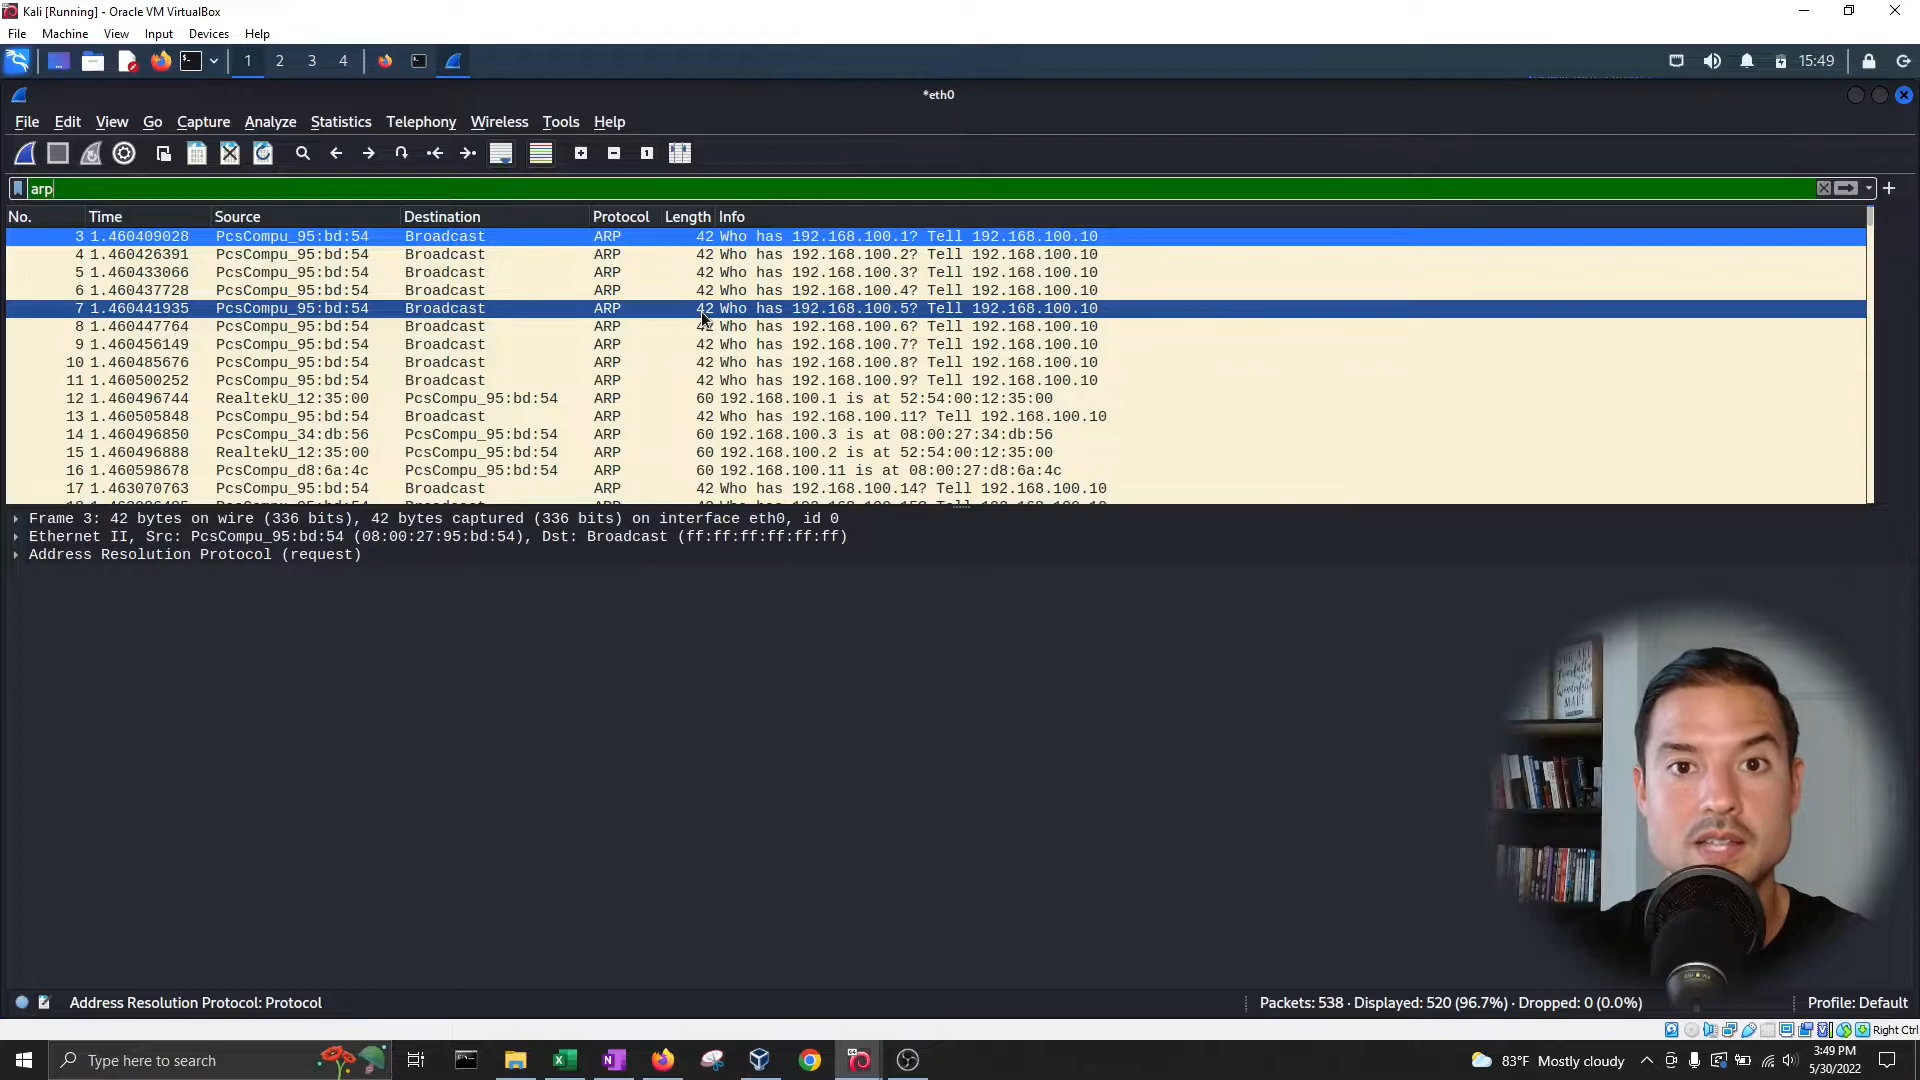 Kali [Running] - Oracle VM VirtualBox
File Machine View Input Devices Help
1 2 3 4 15:49
*eth0
File Edit View Go Capture Analyze Statistics Telephony Wireless Tools Help
arp
No. Time Source Destination Protocol Length Info
3 1.460409028 PcsCompu_95:bd:54 Broadcast ARP 42 Who has 192.168.100.1? Tell 192.168.100.10
4 1.460426391 PcsCompu_95:bd:54 Broadcast ARP 42 Who has 192.168.100.2? Tell 192.168.100.10
5 1.460433066 PcsCompu_95:bd:54 Broadcast ARP 42 Who has 192.168.100.3? Tell 192.168.100.10
6 1.460437728 PcsCompu_95:bd:54 Broadcast ARP 42 Who has 192.168.100.4? Tell 192.168.100.10
7 1.460441935 PcsCompu_95:bd:54 Broadcast ARP 42 Who has 192.168.100.5? Tell 192.168.100.10
8 1.460447764 PcsCompu_95:bd:54 Broadcast ARP 42 Who has 192.168.100.6? Tell 192.168.100.10
9 1.460456149 PcsCompu_95:bd:54 Broadcast ARP 42 Who has 192.168.100.7? Tell 192.168.100.10
10 1.460485676 PcsCompu_95:bd:54 Broadcast ARP 42 Who has 192.168.100.8? Tell 192.168.100.10
11 1.460500252 PcsCompu_95:bd:54 Broadcast ARP 42 Who has 192.168.100.9? Tell 192.168.100.10
12 1.460496744 RealtekU_12:35:00 PcsCompu_95:bd:54 ARP 60 192.168.100.1 is at 52:54:00:12:35:00
13 1.460505848 PcsCompu_95:bd:54 Broadcast ARP 42 Who has 192.168.100.11? Tell 192.168.100.10
14 1.460496850 PcsCompu_34:db:56 PcsCompu_95:bd:54 ARP 60 192.168.100.3 is at 08:00:27:34:db:56
15 1.460496888 RealtekU_12:35:00 PcsCompu_95:bd:54 ARP 60 192.168.100.2 is at 52:54:00:12:35:00
16 1.460598678 PcsCompu_d8:6a:4c PcsCompu_95:bd:54 ARP 60 192.168.100.11 is at 08:00:27:d8:6a:4c
17 1.463070763 PcsCompu_95:bd:54 Broadcast ARP 42 Who has 192.168.100.14? Tell 192.168.100.10
Frame 3: 42 bytes on wire (336 bits), 42 bytes captured (336 bits) on interface eth0, id 0
Ethernet II, Src: PcsCompu_95:bd:54 (08:00:27:95:bd:54), Dst: Broadcast (ff:ff:ff:ff:ff:ff)
Address Resolution Protocol (request)
Address Resolution Protocol: Protocol Packets: 538 · Displayed: 520 (96.7%) · Dropped: 0 (0.0%) Profile: Default
Right Ctrl
Type here to search 83°F Mostly cloudy 3:49 PM
5/30/2022